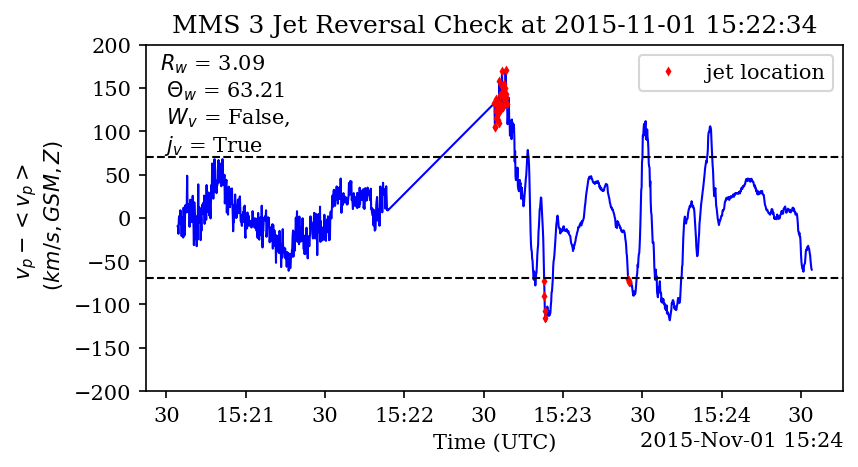 MMS 3 Jet Reversal Check at 2015-11-01 15:22:34
200
150
100
50
0
−50
−100
−150
−200
v_p − < v_p >
(km/s, GSM, Z)
R_w = 3.09
Θ_w = 63.21
W_v = False,
j_v = True
jet location
30 15:21 30 15:22 30 15:23 30 15:24 30
Time (UTC)
2015-Nov-01 15:24